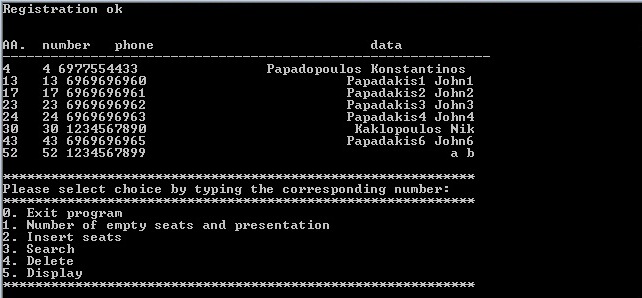 Registration ok
AA. number phone data
--------------------------------------------------------------
4 4 6977554433 Papadopoulos Konstantinos
13 13 6969696960 Papadakis1 John1
17 17 6969696961 Papadakis2 John2
23 23 6969696962 Papadakis3 John3
24 24 6969696963 Papadakis4 John4
30 30 1234567890 Kaklopoulos Nik
43 43 6969696965 Papadakis6 John6
52 52 1234567899 a b
************************************************************
Please select choice by typing the corresponding number:
************************************************************
0. Exit program
1. Number of empty seats and presentation
2. Insert seats
3. Search
4. Delete
5. Display
************************************************************